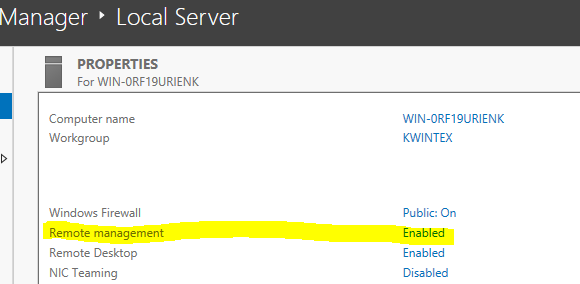 Manager ‣ Local Server
PROPERTIES
For WIN-0RF19URIENK
Computer name WIN-0RF19URIENK
Workgroup KWINTEX
Windows Firewall Public: On
Remote management Enabled
Remote Desktop Enabled
NIC Teaming Disabled